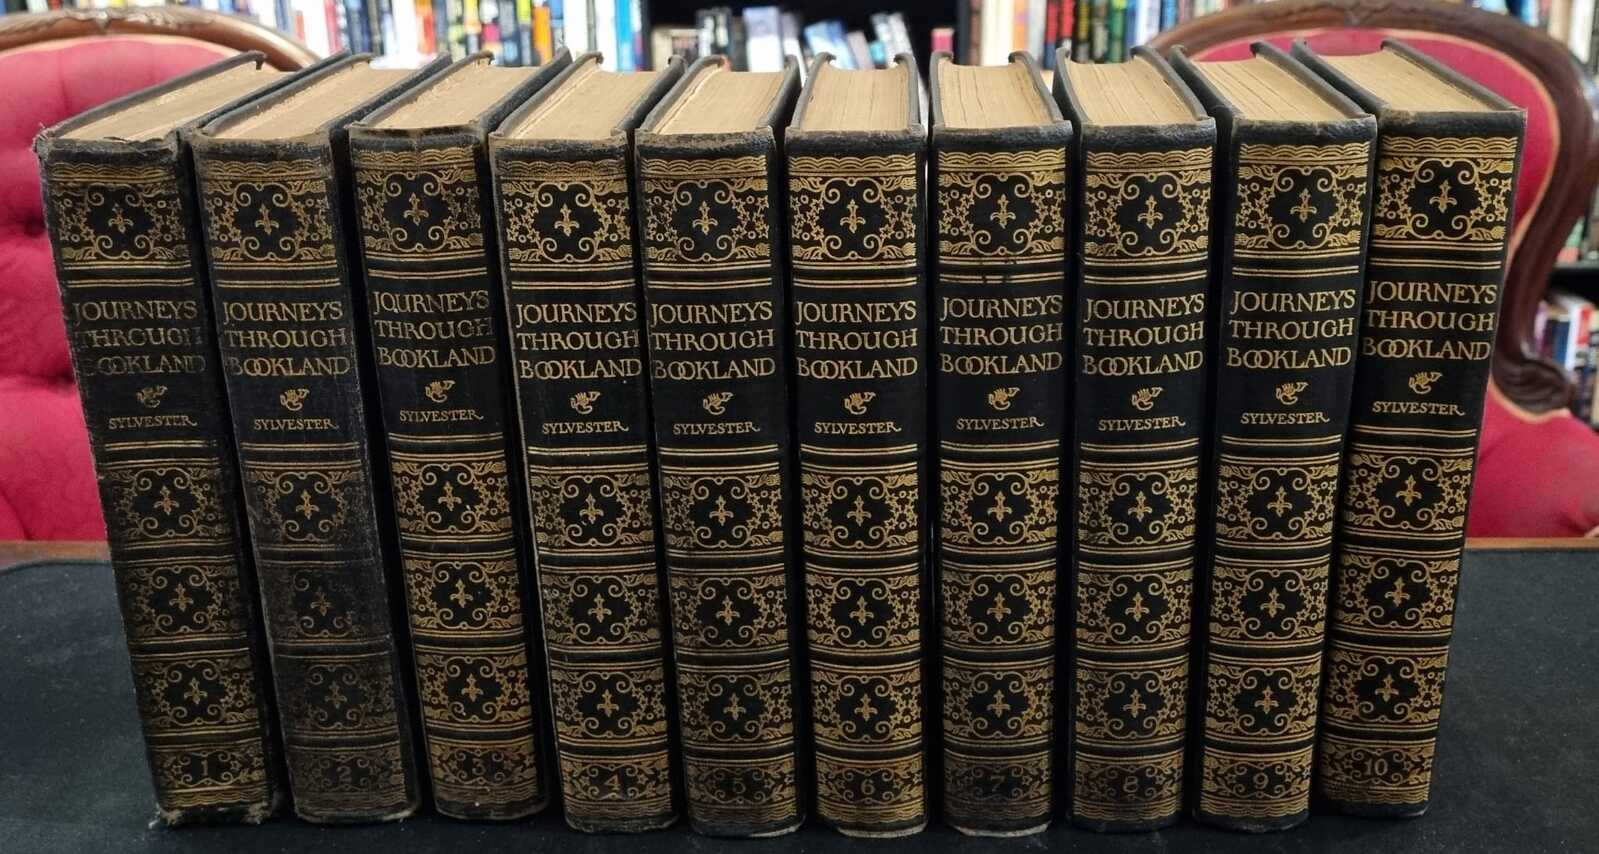 JOURNEYS
THROUGH
BOOKLAND
SYLVESTER
1
JOURNEYS
THROUGH
BOOKLAND
SYLVESTER
2
JOURNEYS
THROUGH
BOOKLAND
SYLVESTER
3
JOURNEYS
THROUGH
BOOKLAND
SYLVESTER
4
JOURNEYS
THROUGH
BOOKLAND
SYLVESTER
5
JOURNEYS
THROUGH
BOOKLAND
SYLVESTER
6
JOURNEYS
THROUGH
BOOKLAND
SYLVESTER
7
JOURNEYS
THROUGH
BOOKLAND
SYLVESTER
8
JOURNEYS
THROUGH
BOOKLAND
SYLVESTER
9
JOURNEYS
THROUGH
BOOKLAND
SYLVESTER
10